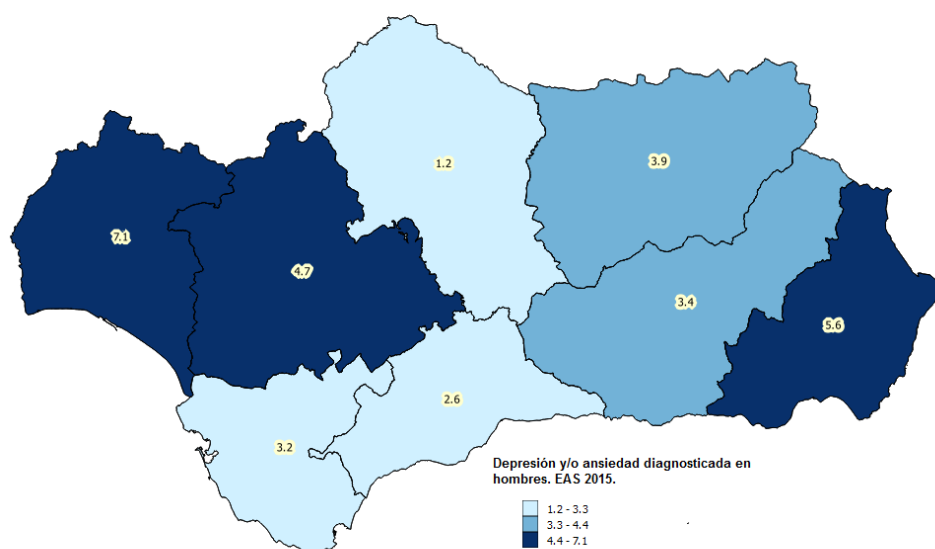 1.2
3.9
7.1
4.7
3.4
5.6
2.6
3.2
Depresión y/o ansiedad diagnosticada en
hombres. EAS 2015.
1.2 - 3.3
3.3 - 4.4
4.4 - 7.1